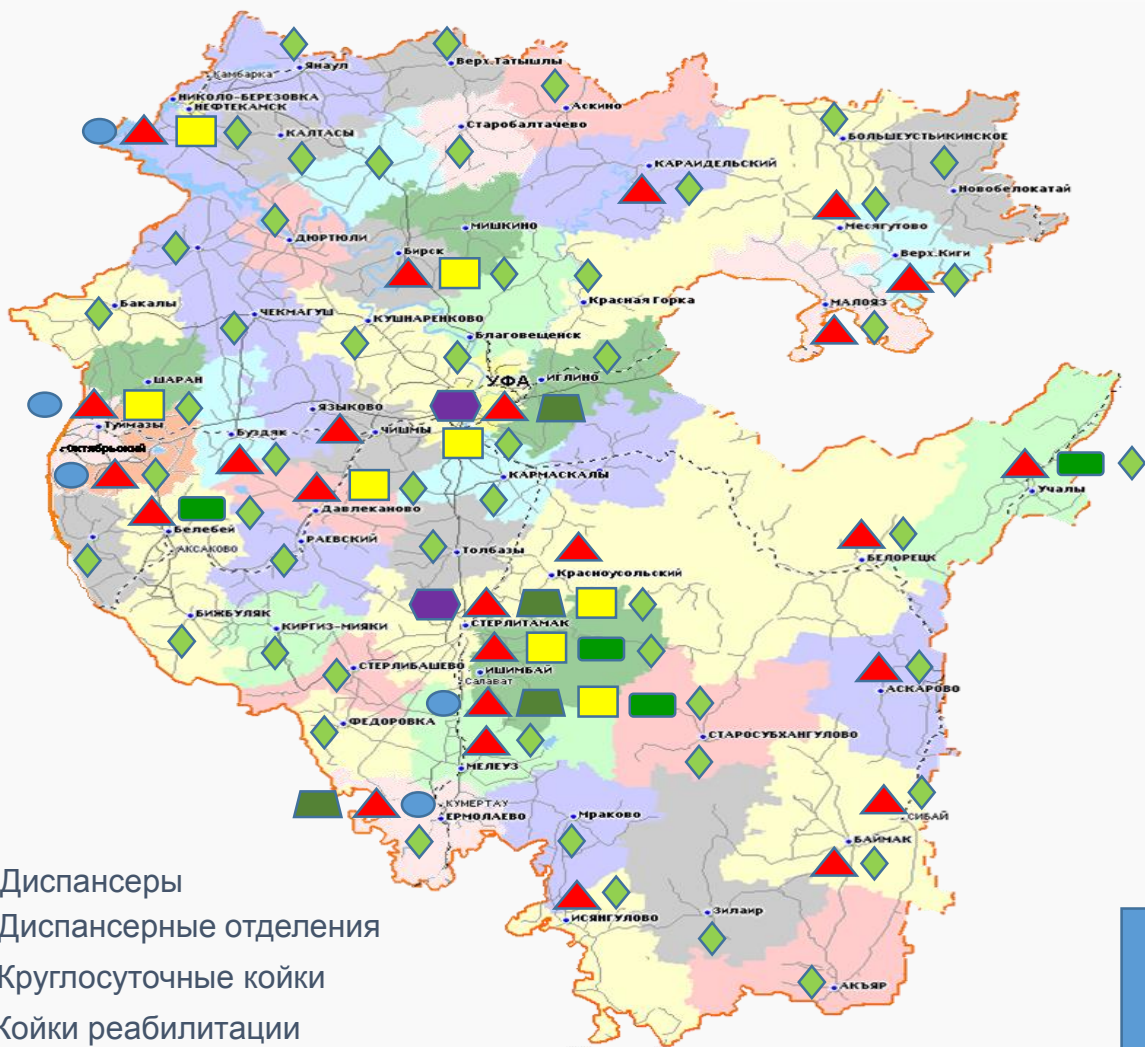 Янаул
Верх.Татышлы
Камбарка
НИКОЛО-БЕРЕЗОВКА
НЕФТЕКАМСК
Аскино
КАЛТАСЫ
Старобалтачево
БОЛЬШЕУСТЬИКИНСКОЕ
КАРАИДЕЛЬСКИЙ
Новобелокатай
МИШКИНО
Месягутово
ДЮРТЮЛИ
Бирск
Верх.Киги
Бакалы
Красная Горка
МАЛОЯЗ
ЧЕКМАГУШ
КУШНАРЕНКОВО
Благовещенск
ШАРАН
УФА
ИГЛИНО
ЯЗЫКОВО
Туймазы
Буздяк
ЧИШМЫ
Октябрьский
КАРМАСКАЛЫ
Учалы
Давлеканово
Белебей
РАЕВСКИЙ
АКСАКОВО
Толбазы
БЕЛОРЕЦК
Красноусольский
БИЖБУЛЯК
КИРГИЗ-МИЯКИ
СТЕРЛИТАМАК
СТЕРЛИБАШЕВО
ИШИМБАЙ
Салават
АСКАРОВО
ФЕДОРОВКА
СТАРОСУБХАНГУЛОВО
МЕЛЕУЗ
КУМЕРТАУ
ЕРМОЛАЕВО
Мраково
СИБАЙ
БАЙМАК
ИСЯНГУЛОВО
Зилаир
АКЪЯР
Диспансеры
Диспансерные отделения
Круглосуточные койки
Койки реабилитации